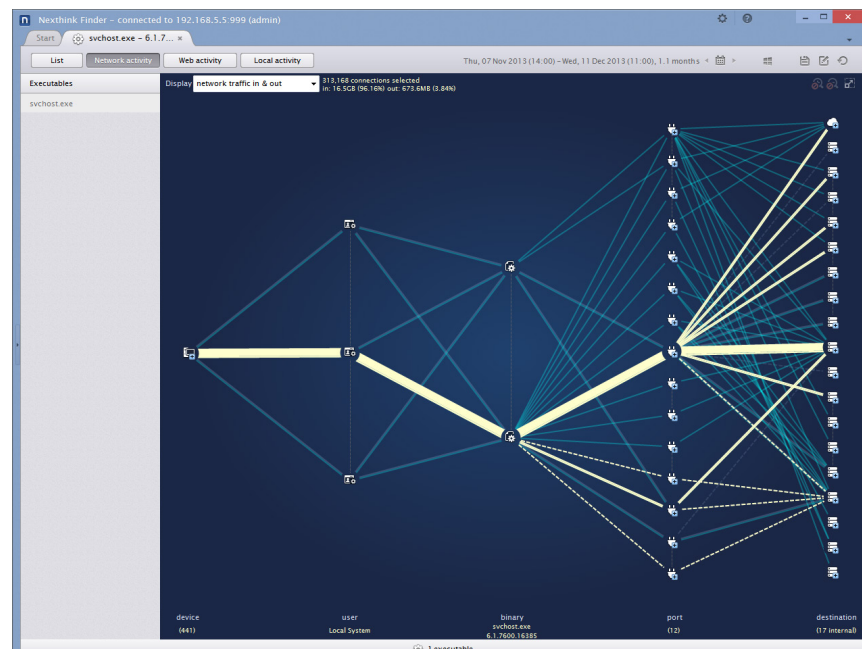 Nexthink Finder - connected to 192.168.5.5:999 (admin)
Start
svchost.exe - 6.1.7...
List
Network activity
Web activity
Local activity
Thu, 07 Nov 2013 (14:00) - Wed, 11 Dec 2013 (11:00), 1.1 months
Executables
Display
network traffic in & out
313,168 connections selected
in: 16.5GB (96.16%) out: 673.6MB (3.84%)
svchost.exe
device
user
binary
port
destination
(441)
Local System
svchost.exe
6.1.7600.16385
(12)
(17 internal)
1 executable